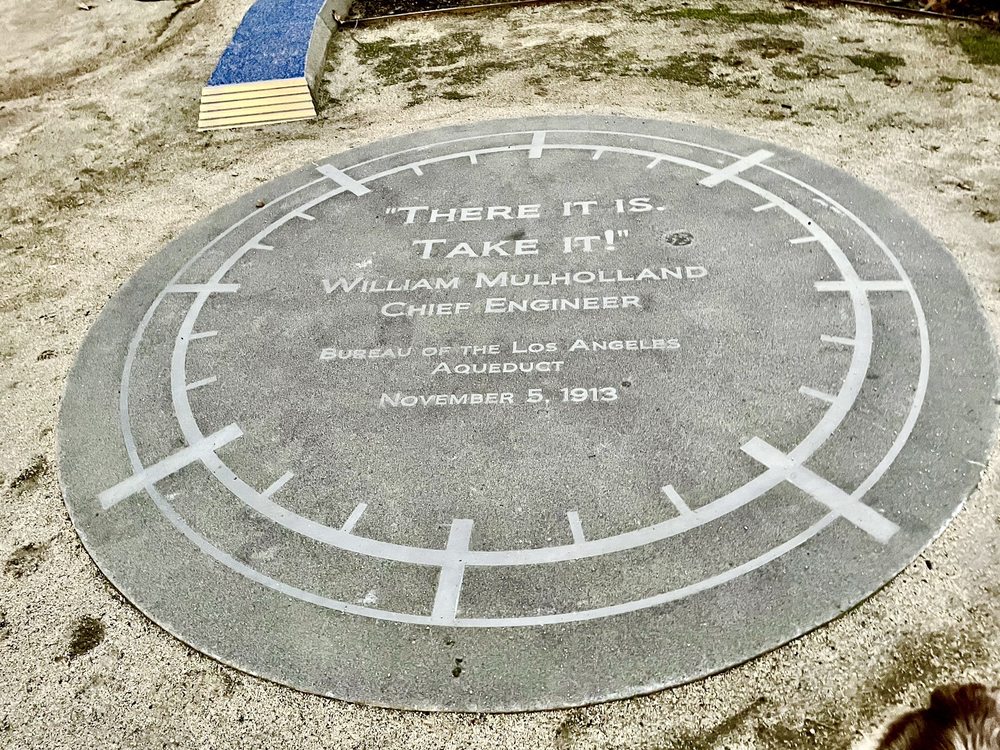 "There it is.
Take it!"
William Mulholland
Chief Engineer
Bureau of the Los Angeles
Aqueduct
November 5, 1913